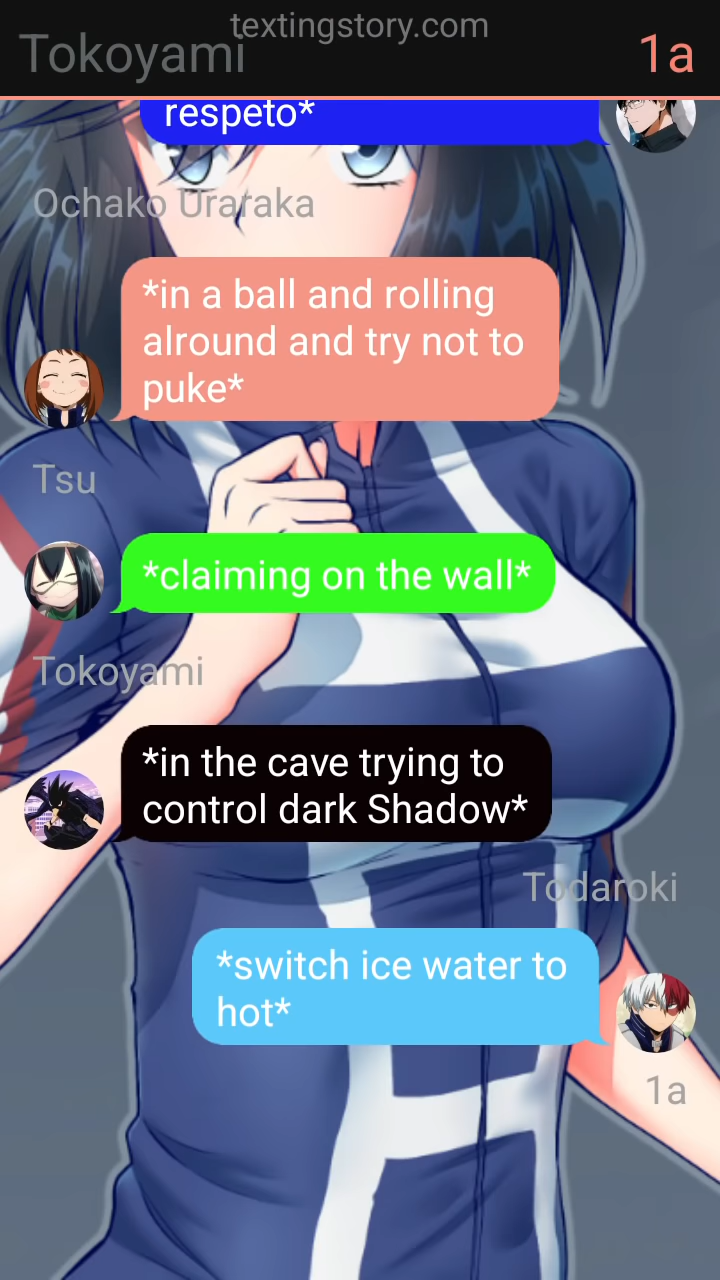 textingstory.com
Tokoyami
1a
respeto*
Ochako Uraraka
*in a ball and rolling
alround and try not to
puke*
Tsu
*claiming on the wall*
Tokoyami
*in the cave trying to
control dark Shadow*
Todaroki
*switch ice water to
hot*
1a